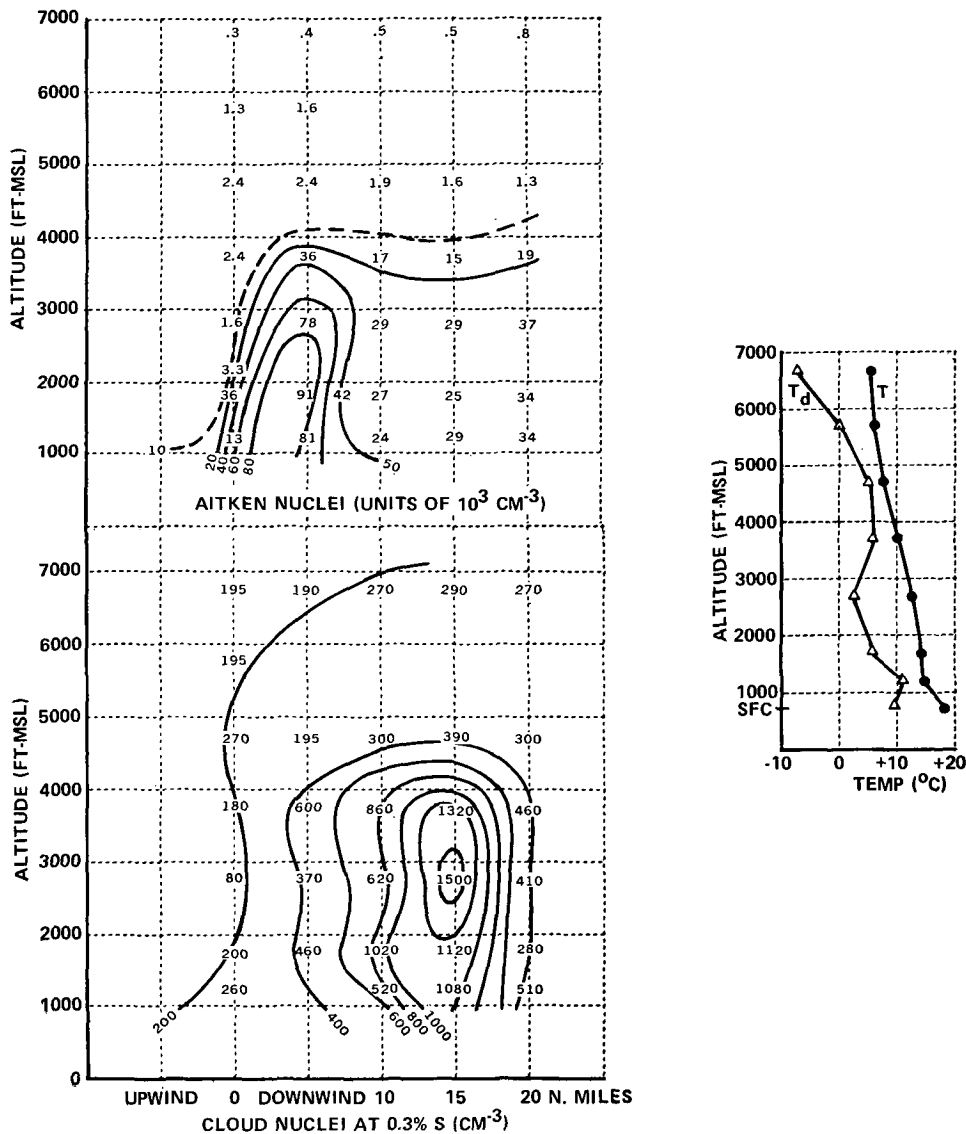 7000 .3 .4 .5 .5 .8
6000 1.3 1.6
5000 2.4 2.4 1.9 1.6 1.3
4000 2.4 36 17 15 19
3000 1.6 78 29 29 37
3.3
2000 36 91 42 27 25 34
13 81 24 29 34
1000 10
20 40 60 80 50
ALTITUDE (FT-MSL)
AITKEN NUCLEI (UNITS OF 10³ CM⁻³)
7000 195 190 270 290 270
6000 195
5000 270 195 300 390 300
4000 180 600 860 1320 460
3000 80 370 620 1500 410
2000 200 460 1020 1120 280
260 520 1080 510
1000
200 400 600 800 1000
0
ALTITUDE (FT-MSL)
UPWIND 0 DOWNWIND 10 15 20 N. MILES
CLOUD NUCLEI AT 0.3% S (CM⁻³)
7000
T_d T
6000
5000
4000
3000
2000
1000
SFC
ALTITUDE (FT-MSL)
-10 0 +10 +20
TEMP (°C)